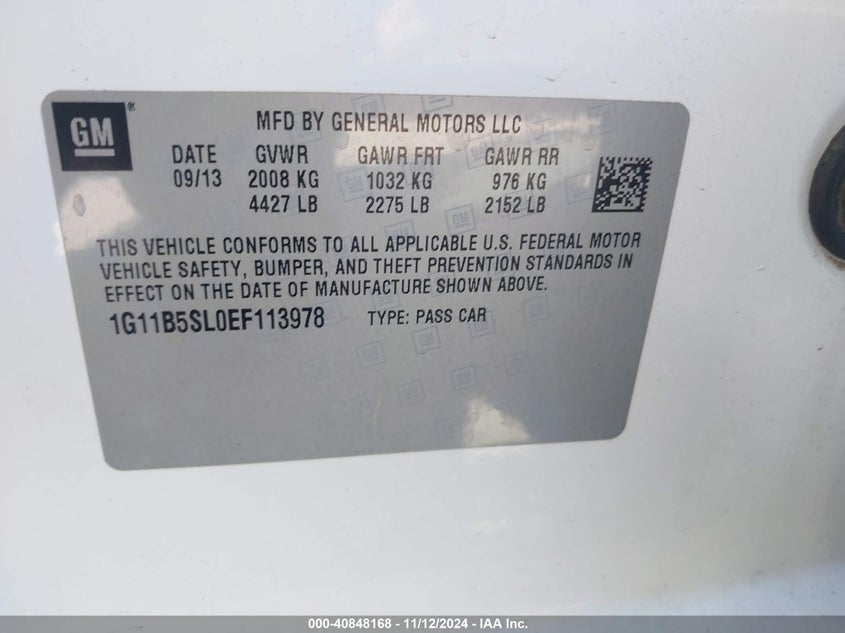 GM ®
MFD BY GENERAL MOTORS LLC
DATE GVWR GAWR FRT GAWR RR
09/13 2008 KG 1032 KG 976 KG
4427 LB 2275 LB 2152 LB
THIS VEHICLE CONFORMS TO ALL APPLICABLE U.S. FEDERAL MOTOR
VEHICLE SAFETY, BUMPER, AND THEFT PREVENTION STANDARDS IN
EFFECT ON THE DATE OF MANUFACTURE SHOWN ABOVE.
1G11B5SL0EF113978 TYPE: PASS CAR
000-40848168 - 11/12/2024 - IAA Inc.